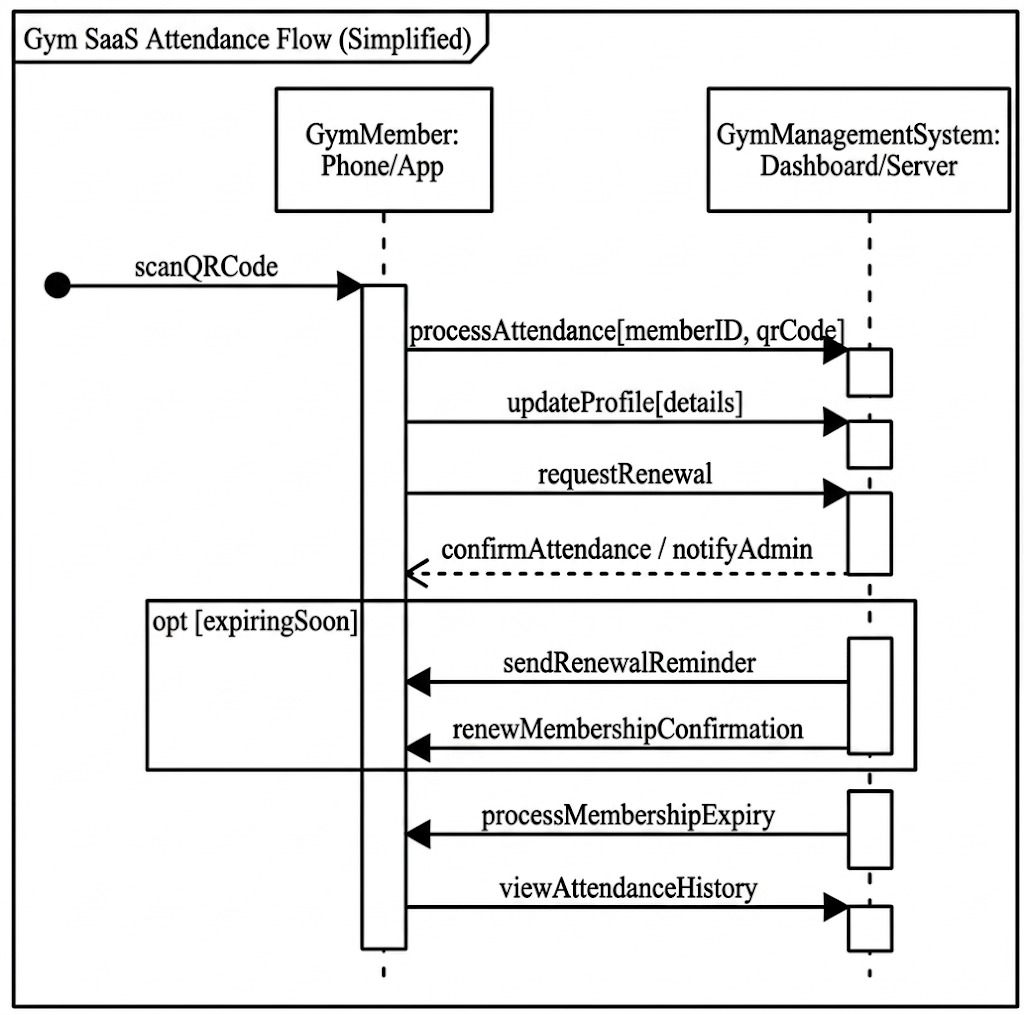 Gym SaaS Attendance Flow (Simplified)
GymMember:
Phone/App
GymManagementSystem:
Dashboard/Server
scanQRCode
processAttendance[memberID, qrCode]
updateProfile[details]
requestRenewal
confirmAttendance / notifyAdmin
opt [expiringSoon]
sendRenewalReminder
renewMembershipConfirmation
processMembershipExpiry
viewAttendanceHistory